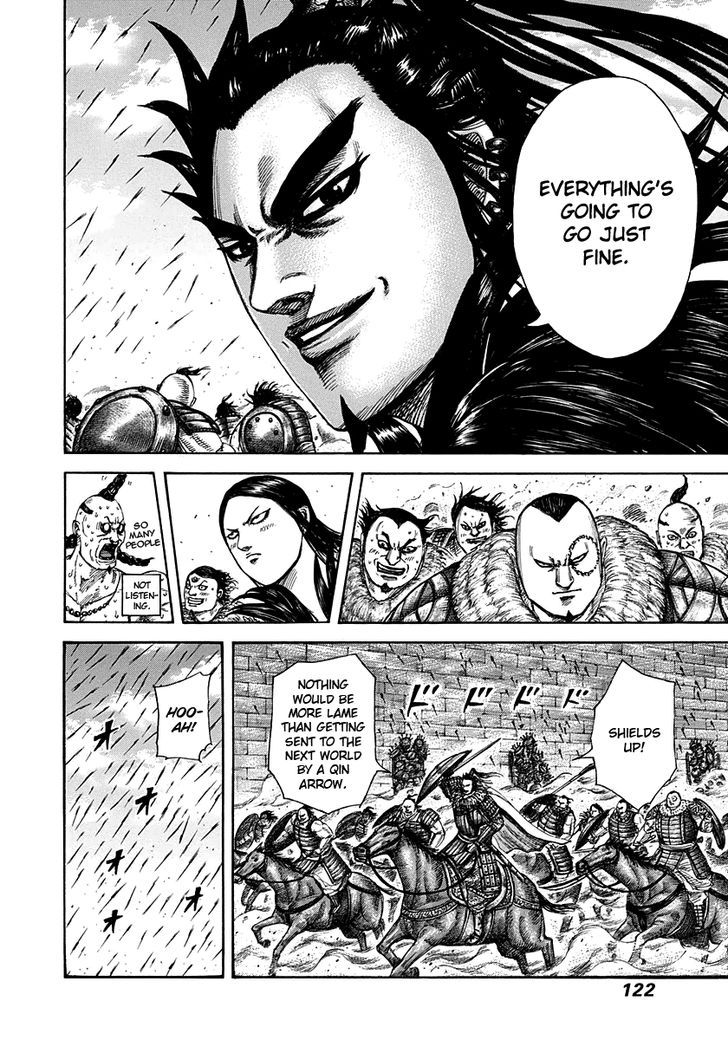 EVERYTHING'S
GOING TO
GO JUST
FINE.
SO
MANY
PEOPLE
NOT
LISTEN-
ING.
SHIELDS
UP!
ドドドド
NOTHING
WOULD BE
MORE LAME
THAN GETTING
SENT TO
THE NEXT
WORLD
BY A QIN
ARROW.
HOO-
AH!
オ
オ
オ
オ
122